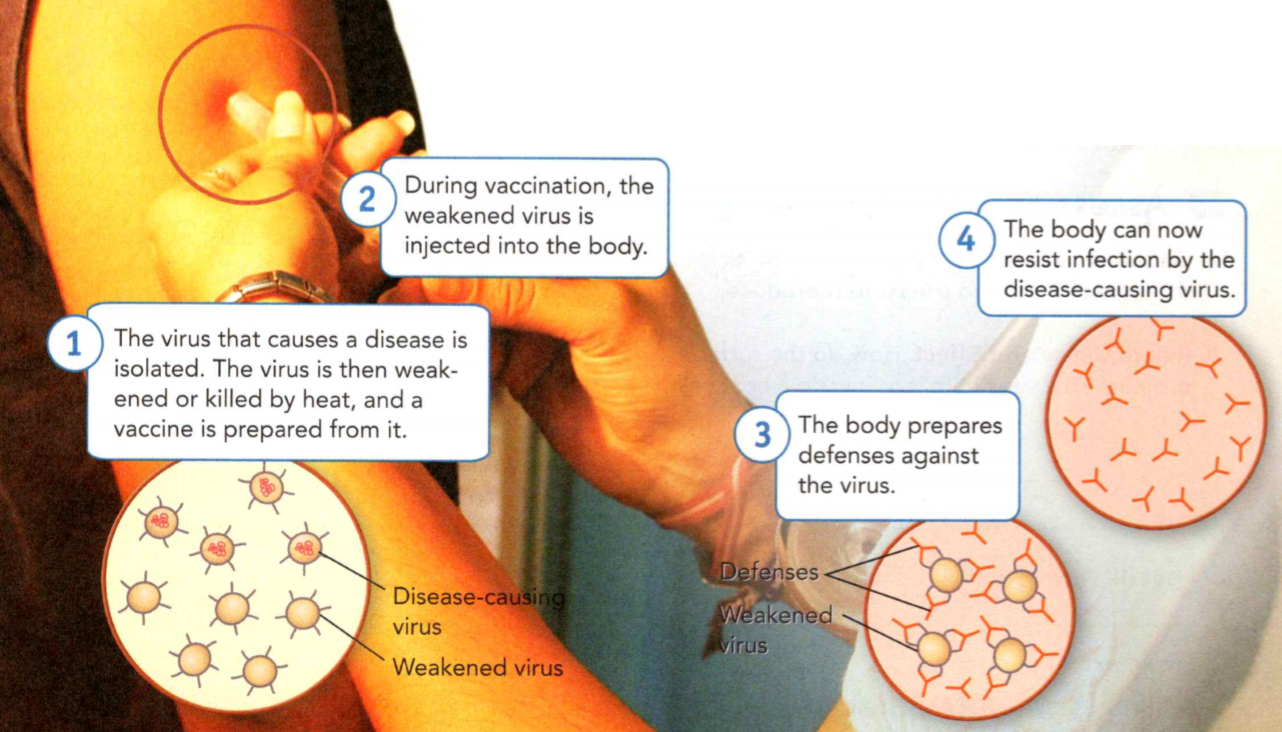 1
The virus that causes a disease is
isolated. The virus is then weak-
ened or killed by heat, and a
vaccine is prepared from it.
Disease-causing
virus
Weakened virus
2
During vaccination, the
weakened virus is
injected into the body.
3
The body prepares
defenses against
the virus.
Defenses
Weakened
virus
4
The body can now
resist infection by the
disease-causing virus.